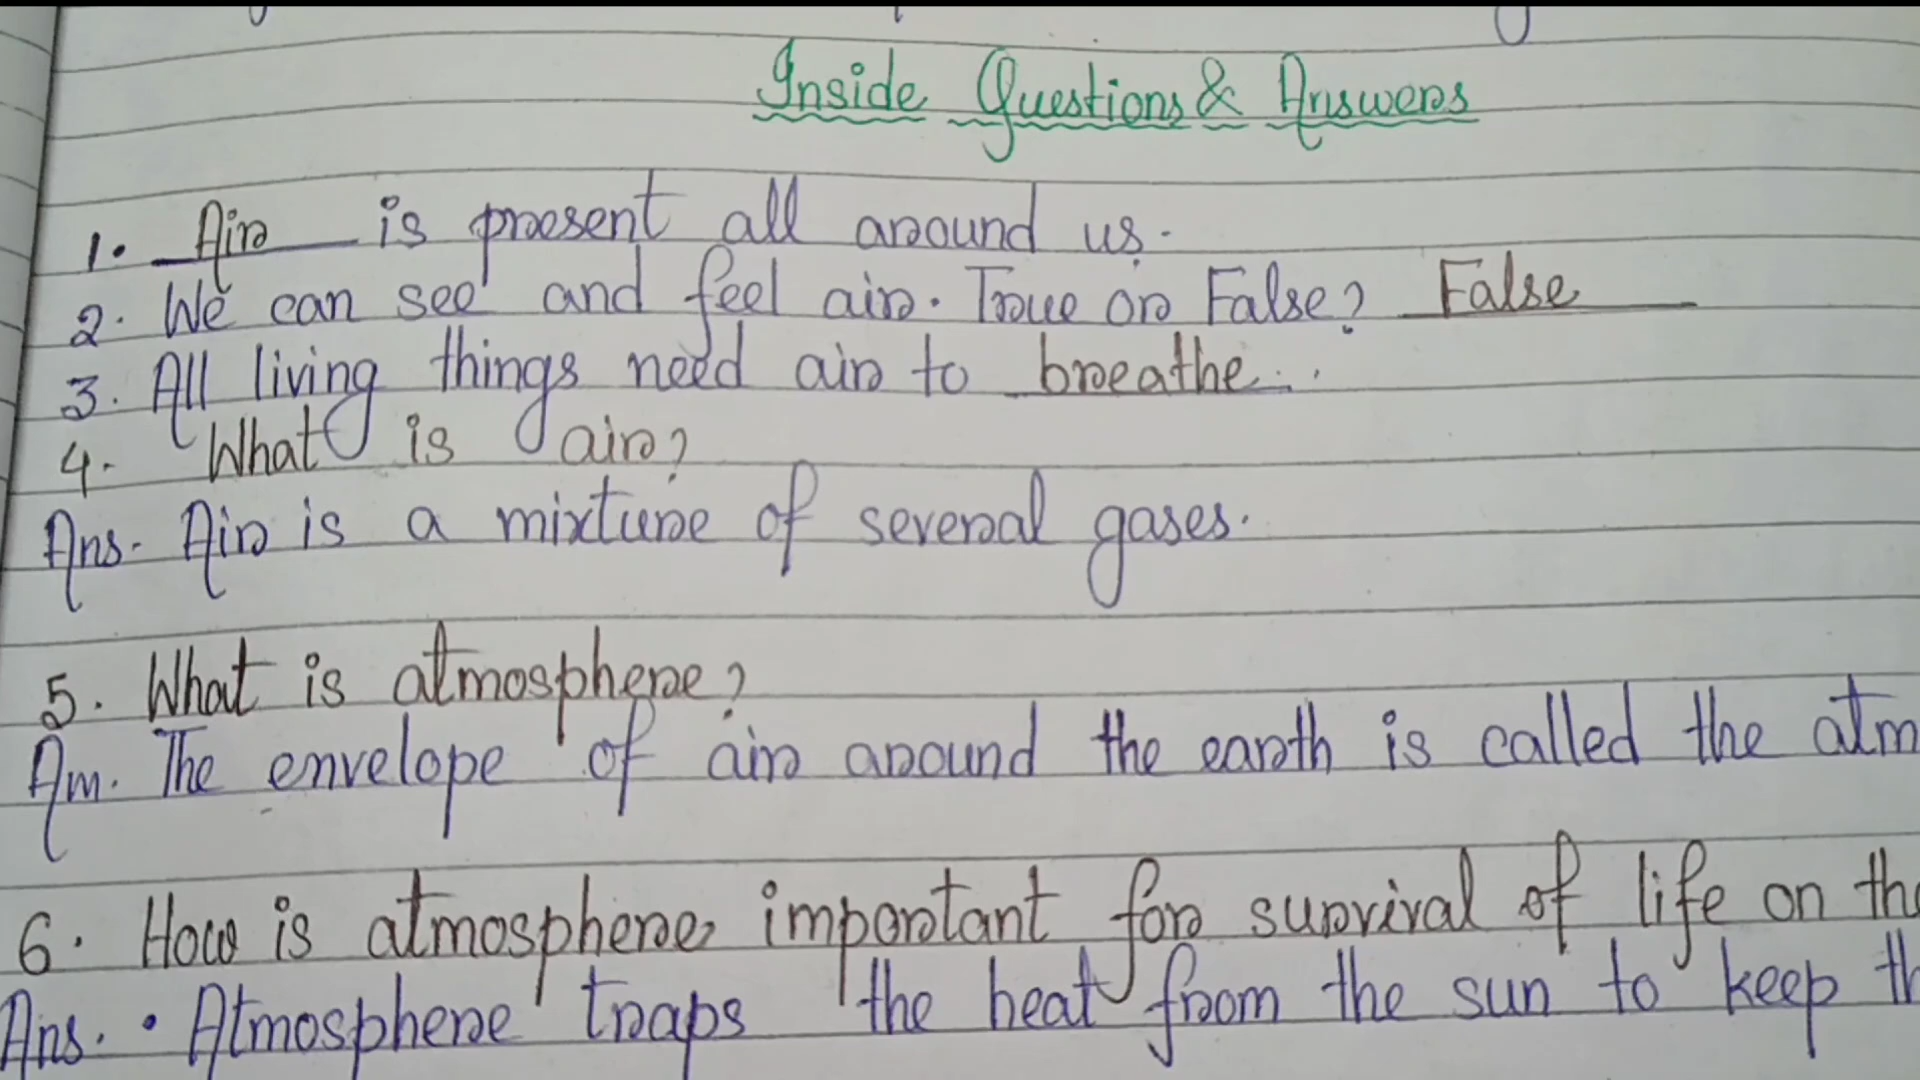 Inside Questions & Answers
1. Air is present all around us.
2. We can see and feel air. True or False? False
3. All living things need air to breathe.
4. What is air?
Ans. Air is a mixture of several gases.
5. What is atmosphere?
Ans. The envelope of air around the earth is called the atm
6. How is atmosphere important for survival of life on the
Ans. • Atmosphere traps the heat from the sun to keep th